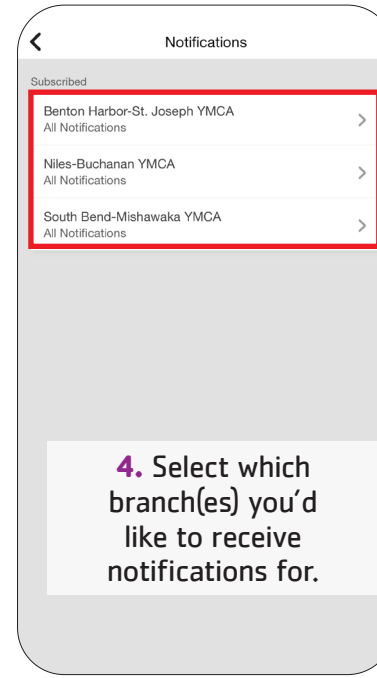 Notifications
Subscribed
Benton Harbor-St. Joseph YMCA
All Notifications
Niles-Buchanan YMCA
All Notifications
South Bend-Mishawaka YMCA
All Notifications
4. Select which
branch(es) you'd
like to receive
notifications for.